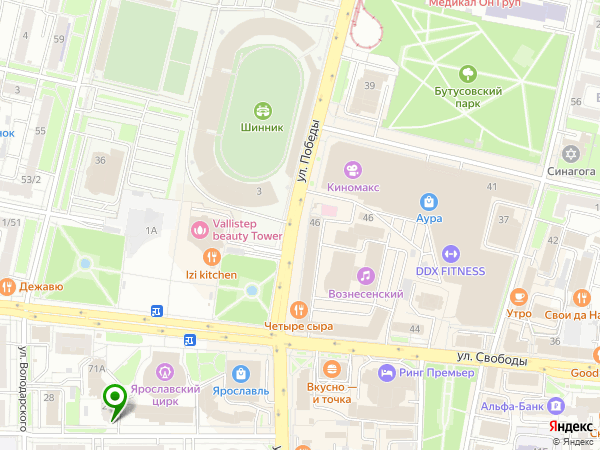 Медикал Он Груп
4
59
39
Бутусовский
парк
56
Шинник
ул. Победы
55
36
53/2
3
Киномакс
41
Синагога
Аура
1/51
1А
Vallistep
beauty Tower
46
46
37
Izi kitchen
DDX FITNESS
Дежавю
Вознесенский
Утро
Свои да На
Четыре сыра
44
ул. Свободы
ул. Володарского
71А
Ярославский
цирк
Ярославль
Вкусно —
и точка
Ринг Премьер
Good
28
Альфа-Банк
Яндекс
© Яндекс